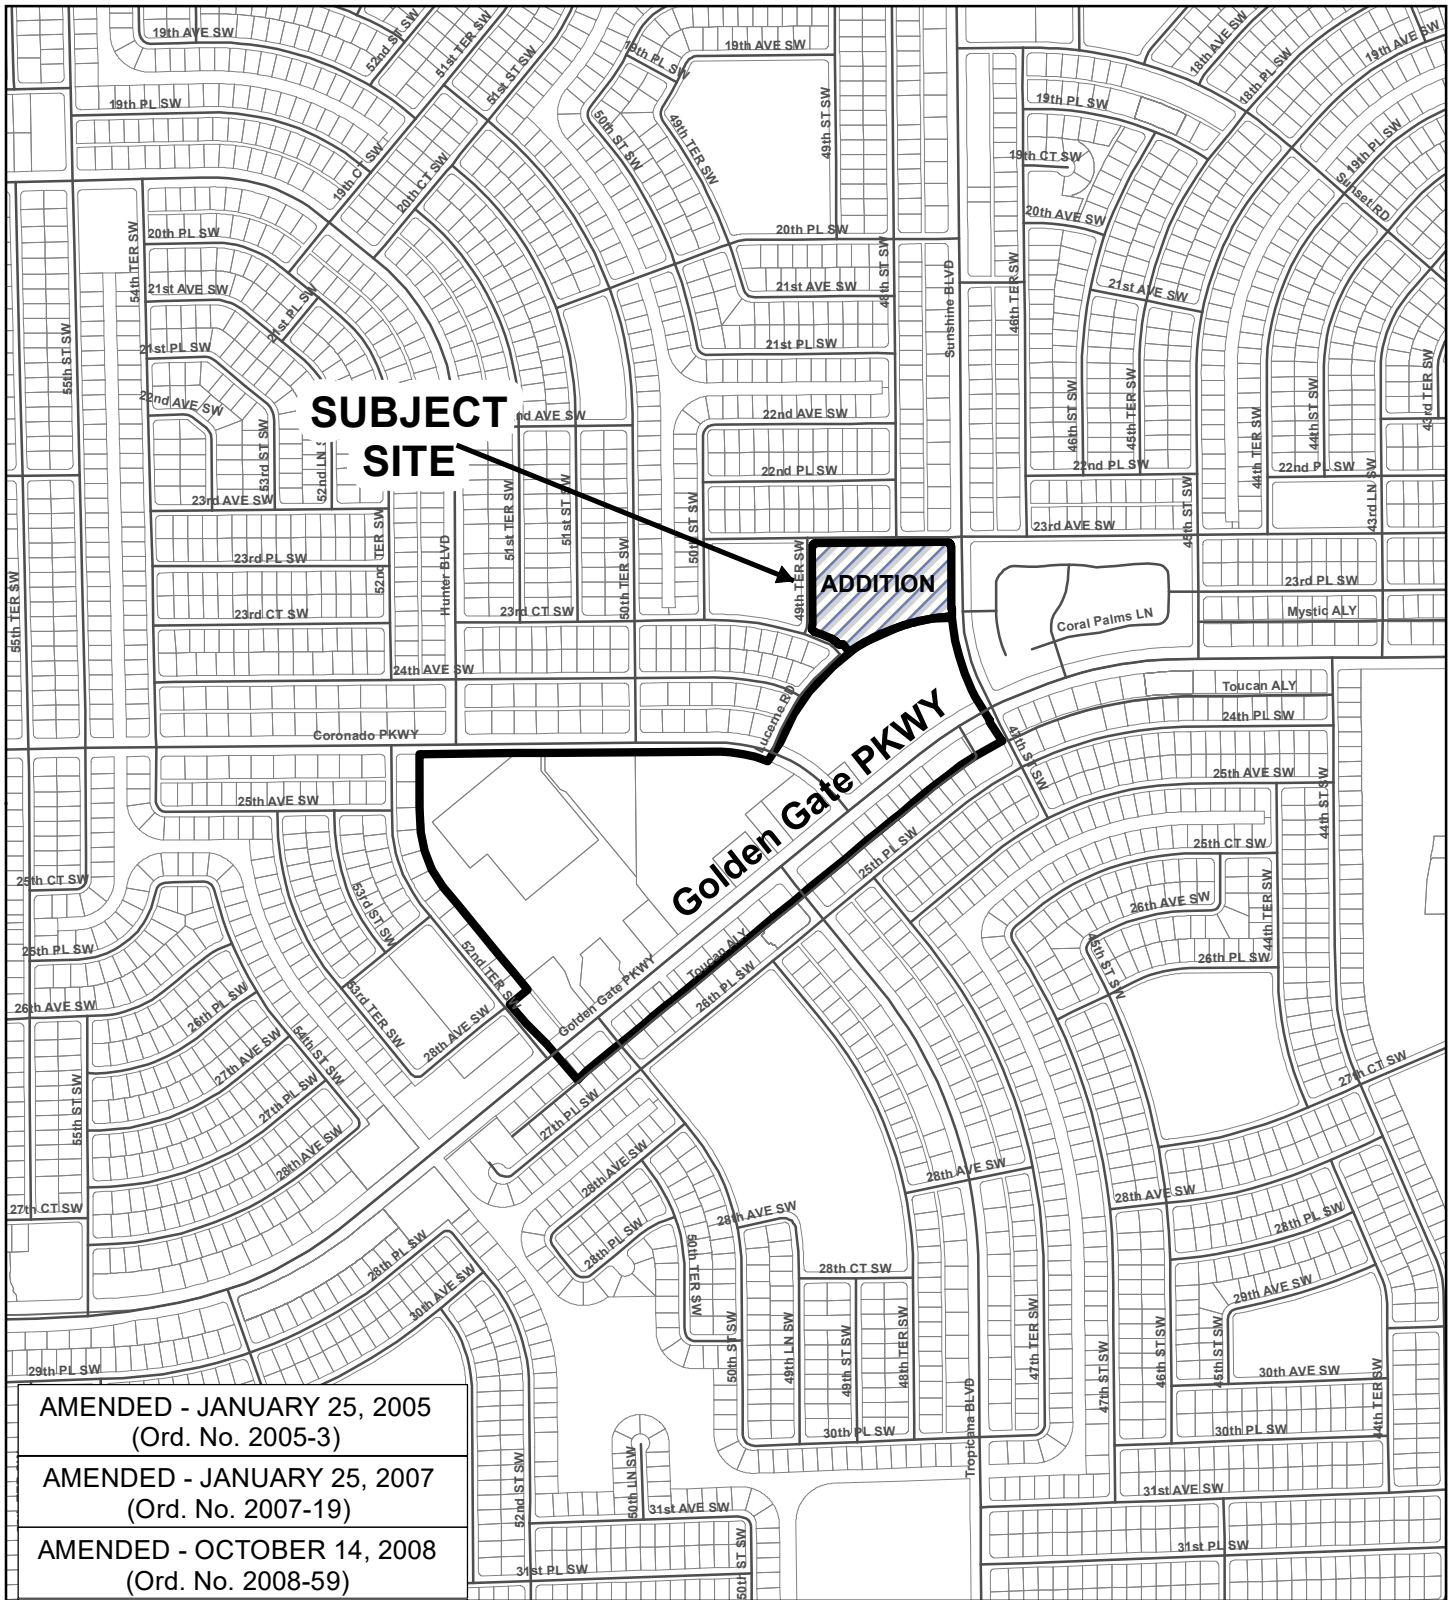 19th AVE SW
52nd ST SW
51st TER SW
51st ST SW
19th PL SW
19th AVE SW
18th AVE SW
18th PL SW
19th AVE SW
19th PL SW
50th ST SW
49th TER SW
49th ST SW
19th PL SW
19th CT SW
19th PL SW
Sunset RD
19th CT SW
20th CT SW
20th AVE SW
54th TER SW
20th PL SW
20th PL SW
48th ST SW
Sunshine BLVD
46th TER SW
21st AVE SW
21st PL SW
21st AVE SW
21st AVE SW
55th ST SW
21st PL SW
21st PL SW
43rd TER SW
22nd AVE SW
SUBJECT
SITE
nd AVE SW
22nd AVE SW
46th ST SW
45th TER SW
44th TER SW
44th ST SW
53rd ST SW
52nd LN S
22nd PL SW
22nd PL SW
22nd PL SW
23rd AVE SW
51st TER SW
51st ST SW
50th ST SW
23rd AVE SW
45th ST SW
43rd LN SW
52nd TER SW
Hunter BLVD
50th TER SW
23rd PL SW
49th TER SW
ADDITION
23rd PL SW
55th TER SW
23rd CT SW
23rd CT SW
Coral Palms LN
Mystic ALY
24th AVE SW
Lucerne RD
Toucan ALY
24th PL SW
Coronado PKWY
Golden Gate PKWY
47th ST SW
25th AVE SW
25th AVE SW
44th ST SW
25th PL SW
25th CT SW
25th CT SW
53rd ST SW
26th AVE SW
44th TER SW
25th PL SW
52nd TER SW
Toucan ALY
45th ST SW
26th PL SW
26th PL SW
26th AVE SW
26th PL SW
53rd TER SW
Golden Gate PKWY
28th AVE SW
54th ST SW
27th AVE SW
27th CT SW
55th ST SW
27th PL SW
27th PL SW
28th AVE SW
28th AVE SW
28th AVE SW
28th AVE SW
27th CT SW
28th AVE SW
28th PL SW
28th PL SW
28th PL SW
50th TER SW
28th CT SW
30th AVE SW
29th AVE SW
50th ST SW
49th LN SW
49th ST SW
48th TER SW
47th TER SW
47th ST SW
46th ST SW
45th ST SW
29th PL SW
30th AVE SW
44th TER SW
Tropicana BLVD
30th PL SW
30th PL SW
AMENDED - JANUARY 25, 2005
(Ord. No. 2005-3)
AMENDED - JANUARY 25, 2007
(Ord. No. 2007-19)
AMENDED - OCTOBER 14, 2008
(Ord. No. 2008-59)
52nd ST SW
50th LN SW
31st AVE SW
31st AVE SW
31st PL SW
31st PL SW
50th ST SW